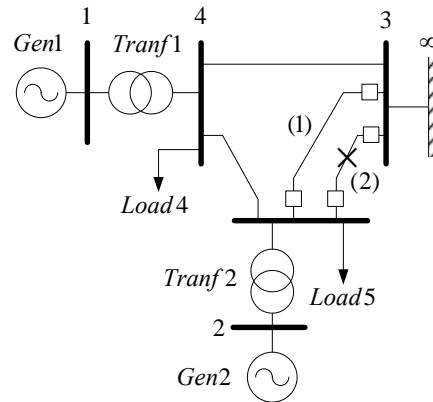 1
Gen1
Tranf1
4
3
∞
(1)
(2)
Load4
Tranf2
Load5
2
Gen2